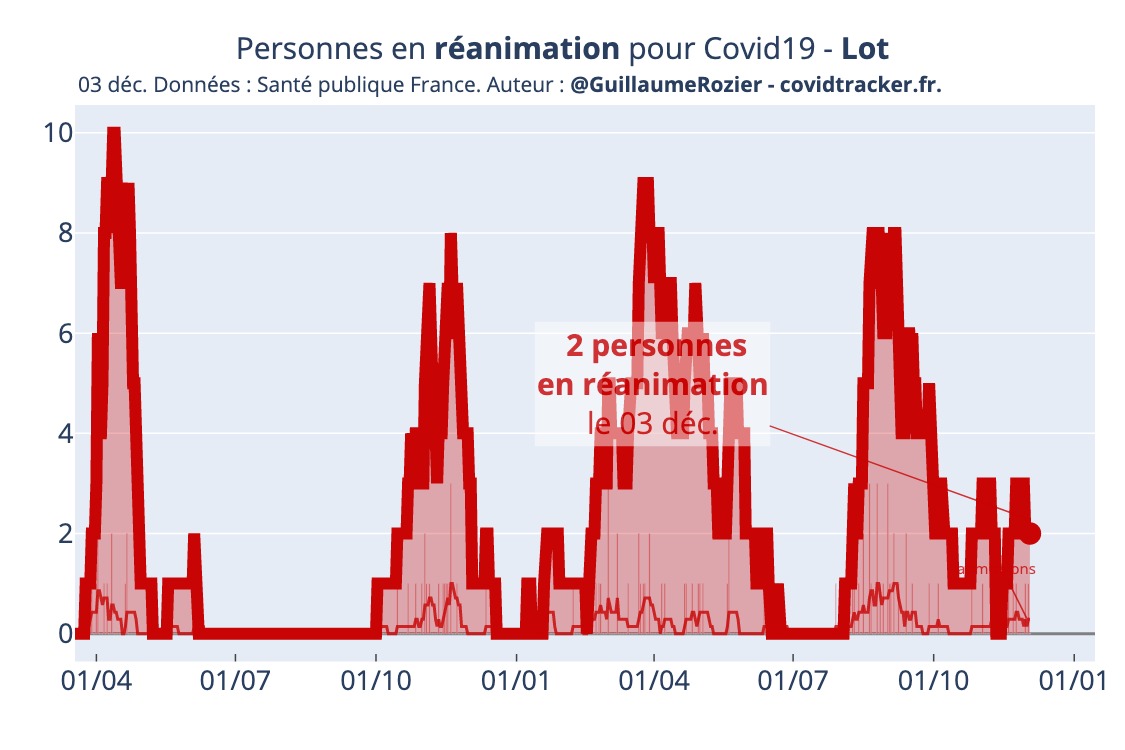 Personnes en réanimation pour Covid19 - Lot
03 déc. Données : Santé publique France. Auteur : @GuillaumeRozier - covidtracker.fr.
10
8
6
4
2
0
2 personnes
en réanimation
le 03 déc.
admissions
01/04
01/07
01/10
01/01
01/04
01/07
01/10
01/01